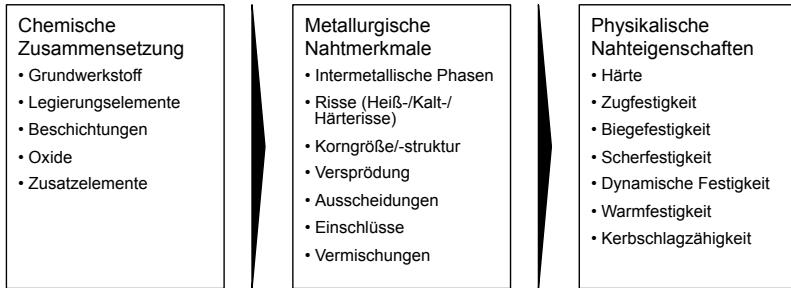 Chemische
Zusammensetzung
• Grundwerkstoff
• Legierungselemente
• Beschichtungen
• Oxide
• Zusatzelemente
Metallurgische
Nahtmerkmale
• Intermetallische Phasen
• Risse (Heiß-/Kalt-/
Härterisse)
• Korngröße/-struktur
• Versprödung
• Ausscheidungen
• Einschlüsse
• Vermischungen
Physikalische
Nahteigenschaften
• Härte
• Zugfestigkeit
• Biegefestigkeit
• Scherfestigkeit
• Dynamische Festigkeit
• Warmfestigkeit
• Kerbschlagzähigkeit